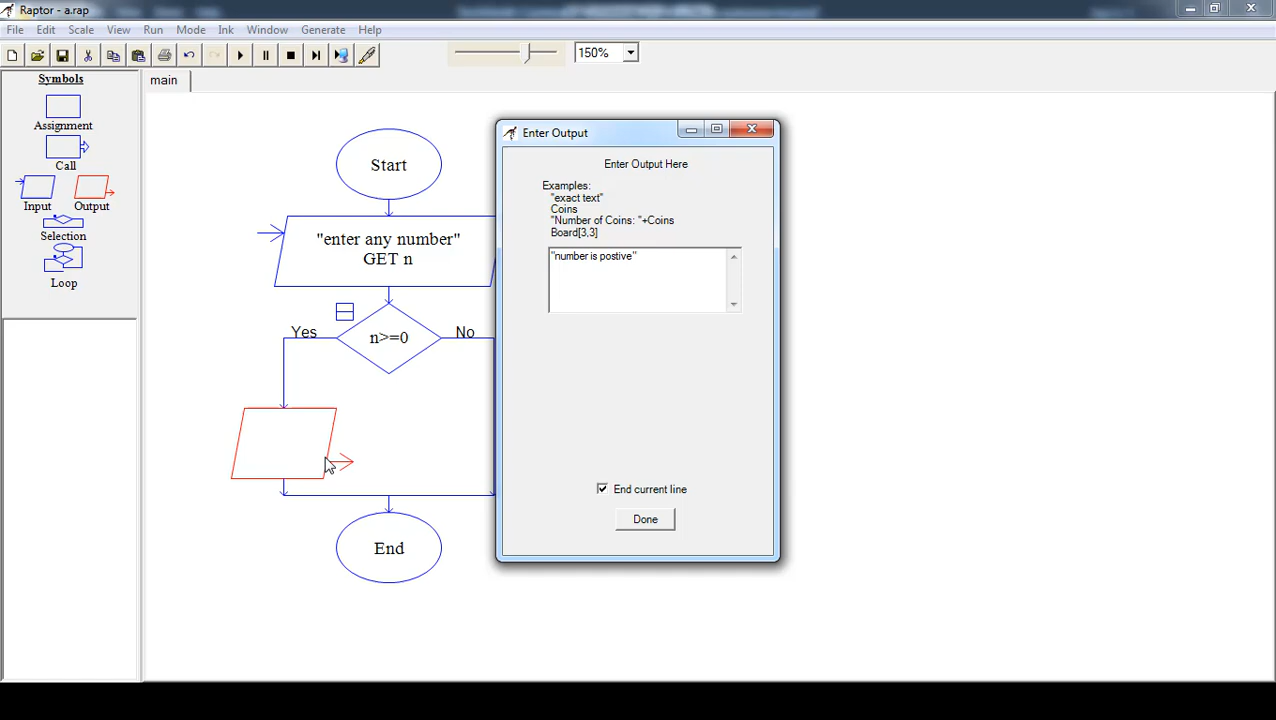 Raptor - a.rap
File Edit Scale View Run Mode Ink Window Generate Help
150%
Symbols
Assignment
Call
Input Output
Selection
Loop
main
Start
"enter any number"
GET n
Yes
n>=0
No
End
Enter Output
Enter Output Here
Examples:
"exact text"
Coins
"Number of Coins: "+Coins
Board[3,3]
"number is postive"
End current line
Done